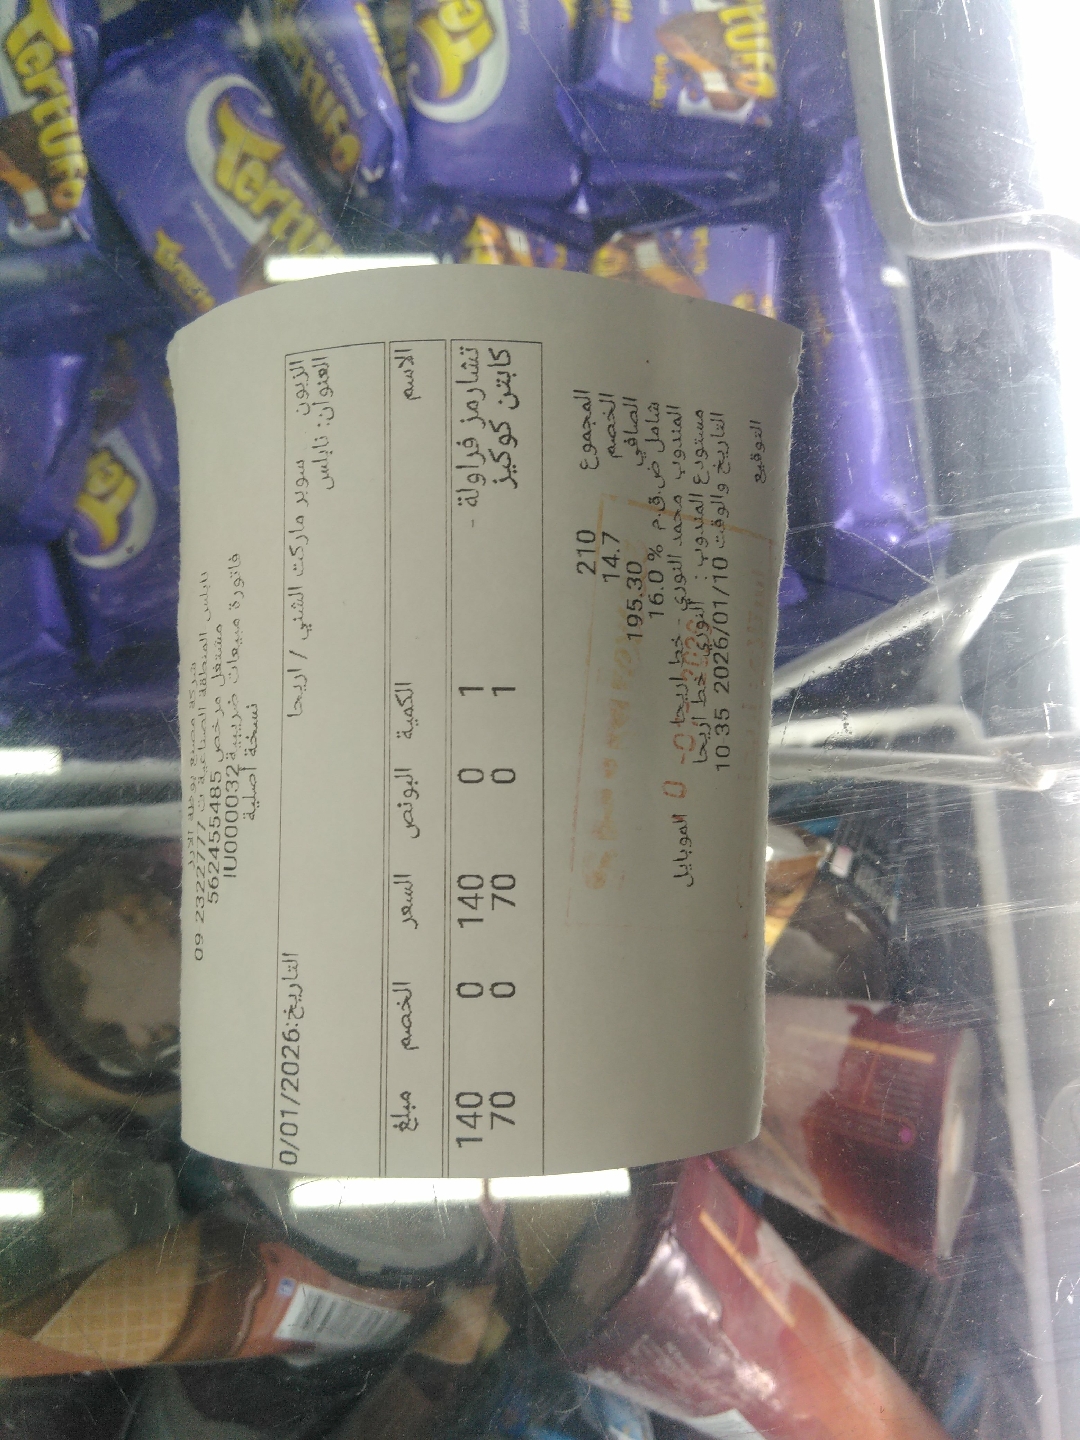 شركة مصنع بوظة الارز
نابلس المنطقة الصناعية ت 2322777 09
مشتغل مرخص 562455485
فاتورة مبيعات ضريبية IU000032
نسخة أصلية
الزبون سوبر ماركت الشني / اريحا التاريخ: 0/01/2026
العنوان: نابلس
الاسم الكمية البونص السعر الخصم مبلغ
تشارمز فراولة - 1 0 140 0 140
كابتن كوكيز 1 0 70 0 70
المجموع 210
الخصم 14.7
الصافي 195.30
شامل ض.ق.م % 16.0
المندوب محمد النوري - خط اريحا - 0 الموبايل 0
مستودع المندوب : النوري خط اريحا
التاريخ والوقت 2026/01/10 10 35
التوقيع
Tertufo
Tertufo
Tertufo